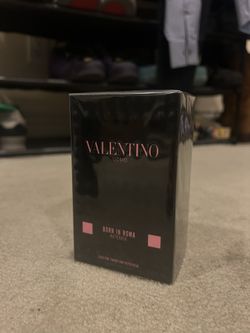 VALENTINO
UOMO
BORN IN ROMA
INTENSE